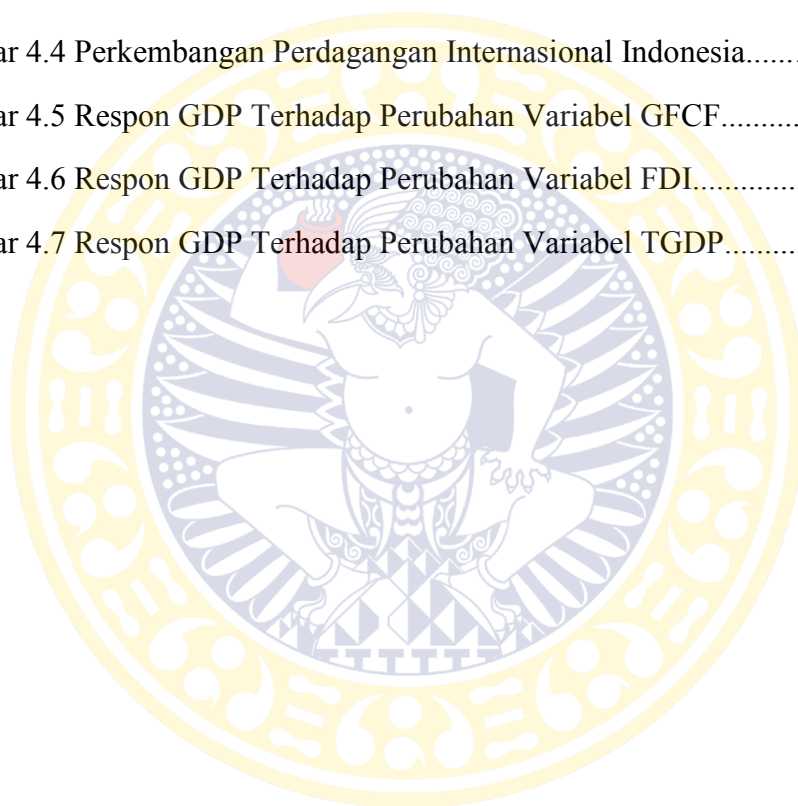 ar 4.4 Perkembangan Perdagangan Internasional Indonesia.......
ar 4.5 Respon GDP Terhadap Perubahan Variabel GFCF..........
ar 4.6 Respon GDP Terhadap Perubahan Variabel FDI.............
ar 4.7 Respon GDP Terhadap Perubahan Variabel TGDP.........